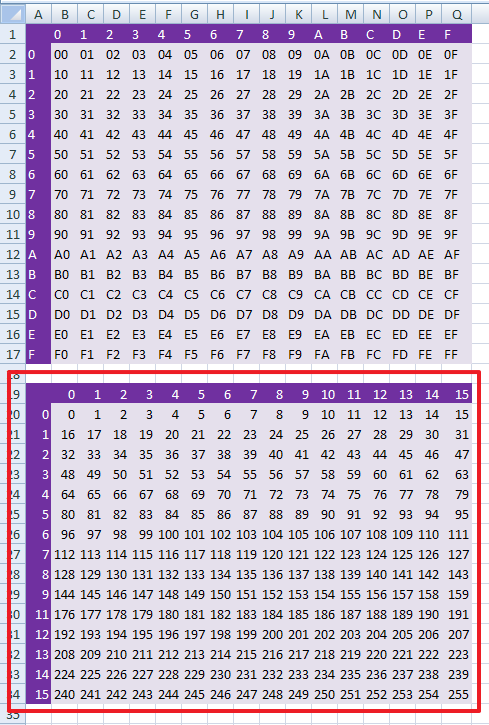 A B C D E F G H I J K L M N O P Q
1 0 1 2 3 4 5 6 7 8 9 A B C D E F
2 0 00 01 02 03 04 05 06 07 08 09 0A 0B 0C 0D 0E 0F
3 1 10 11 12 13 14 15 16 17 18 19 1A 1B 1C 1D 1E 1F
4 2 20 21 22 23 24 25 26 27 28 29 2A 2B 2C 2D 2E 2F
5 3 30 31 32 33 34 35 36 37 38 39 3A 3B 3C 3D 3E 3F
6 4 40 41 42 43 44 45 46 47 48 49 4A 4B 4C 4D 4E 4F
7 5 50 51 52 53 54 55 56 57 58 59 5A 5B 5C 5D 5E 5F
8 6 60 61 62 63 64 65 66 67 68 69 6A 6B 6C 6D 6E 6F
9 7 70 71 72 73 74 75 76 77 78 79 7A 7B 7C 7D 7E 7F
10 8 80 81 82 83 84 85 86 87 88 89 8A 8B 8C 8D 8E 8F
11 9 90 91 92 93 94 95 96 97 98 99 9A 9B 9C 9D 9E 9F
12 A A0 A1 A2 A3 A4 A5 A6 A7 A8 A9 AA AB AC AD AE AF
13 B B0 B1 B2 B3 B4 B5 B6 B7 B8 B9 BA BB BC BD BE BF
14 C C0 C1 C2 C3 C4 C5 C6 C7 C8 C9 CA CB CC CD CE CF
15 D D0 D1 D2 D3 D4 D5 D6 D7 D8 D9 DA DB DC DD DE DF
16 E E0 E1 E2 E3 E4 E5 E6 E7 E8 E9 EA EB EC ED EE EF
17 F F0 F1 F2 F3 F4 F5 F6 F7 F8 F9 FA FB FC FD FE FF
18
19 0 1 2 3 4 5 6 7 8 9 10 11 12 13 14 15
20 0 0 1 2 3 4 5 6 7 8 9 10 11 12 13 14 15
21 1 16 17 18 19 20 21 22 23 24 25 26 27 28 29 30 31
22 2 32 33 34 35 36 37 38 39 40 41 42 43 44 45 46 47
23 3 48 49 50 51 52 53 54 55 56 57 58 59 60 61 62 63
24 4 64 65 66 67 68 69 70 71 72 73 74 75 76 77 78 79
25 5 80 81 82 83 84 85 86 87 88 89 90 91 92 93 94 95
26 6 96 97 98 99 100 101 102 103 104 105 106 107 108 109 110 111
27 7 112 113 114 115 116 117 118 119 120 121 122 123 124 125 126 127
28 8 128 129 130 131 132 133 134 135 136 137 138 139 140 141 142 143
29 9 144 145 146 147 148 149 150 151 152 153 154 155 156 157 158 159
30 11 176 177 178 179 180 181 182 183 184 185 186 187 188 189 190 191
31 12 192 193 194 195 196 197 198 199 200 201 202 203 204 205 206 207
32 13 208 209 210 211 212 213 214 215 216 217 218 219 220 221 222 223
33 14 224 225 226 227 228 229 230 231 232 233 234 235 236 237 238 239
34 15 240 241 242 243 244 245 246 247 248 249 250 251 252 253 254 255
35